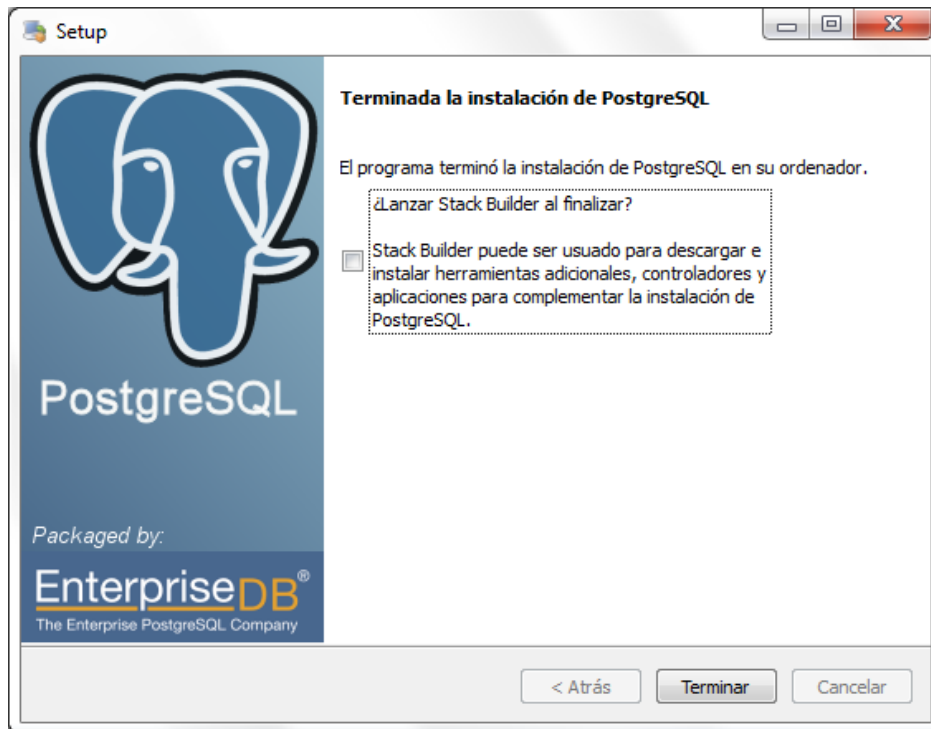 Setup
Terminada la instalación de PostgreSQL
El programa terminó la instalación de PostgreSQL en su ordenador.
¿Lanzar Stack Builder al finalizar?
Stack Builder puede ser usado para descargar e
instalar herramientas adicionales, controladores y
aplicaciones para complementar la instalación de
PostgreSQL.
PostgreSQL
Packaged by:
EnterpriseDB®
The Enterprise PostgreSQL Company
< Atrás
Terminar
Cancelar